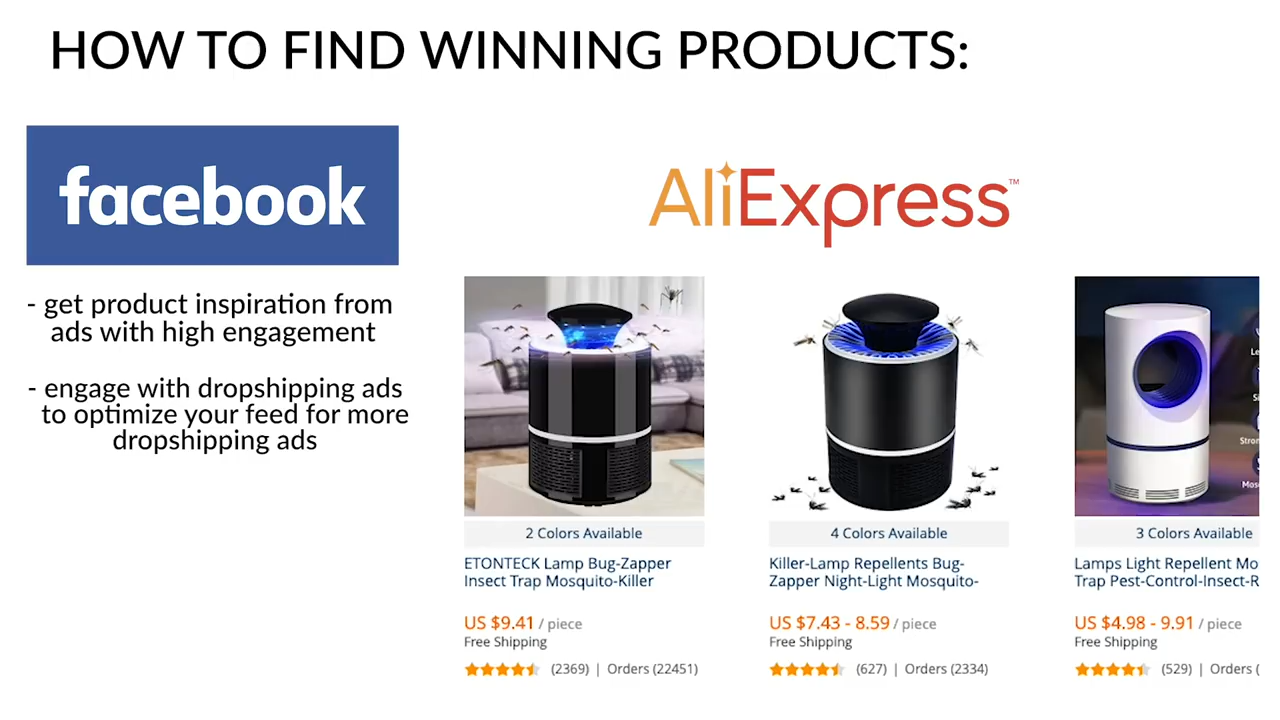 HOW TO FIND WINNING PRODUCTS:
facebook
- get product inspiration from
ads with high engagement
- engage with dropshipping ads
to optimize your feed for more
dropshipping ads
AliExpress™
2 Colors Available
ETONTECK Lamp Bug-Zapper
Insect Trap Mosquito-Killer
US $9.41 / piece
Free Shipping
(2369) | Orders (22451)
4 Colors Available
Killer-Lamp Repellents Bug-
Zapper Night-Light Mosquito-
US $7.43 - 8.59 / piece
Free Shipping
(627) | Orders (2334)
3 Colors Available
Lamps Light Repellent Mo
Trap Pest-Control-Insect-R
US $4.98 - 9.91 / piece
Free Shipping
(529) | Orders (